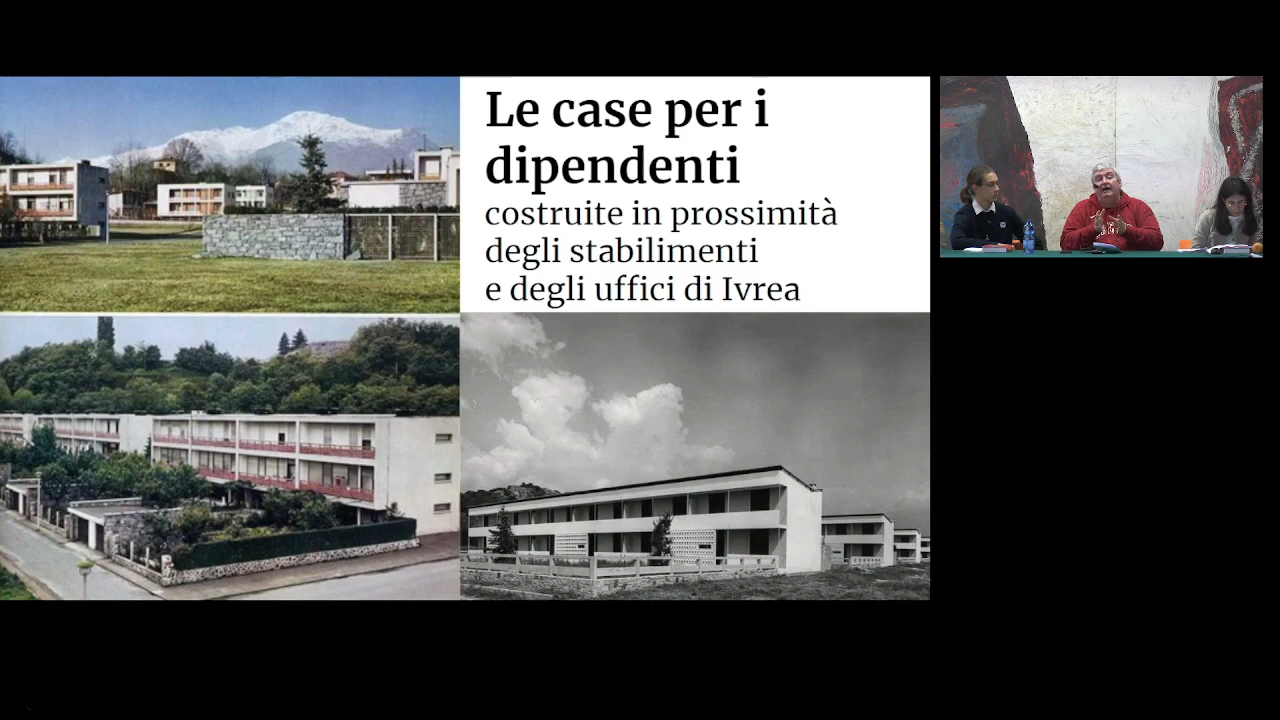 Le case per i
dipendenti
costruite in prossimità
degli stabilimenti
e degli uffici di Ivrea